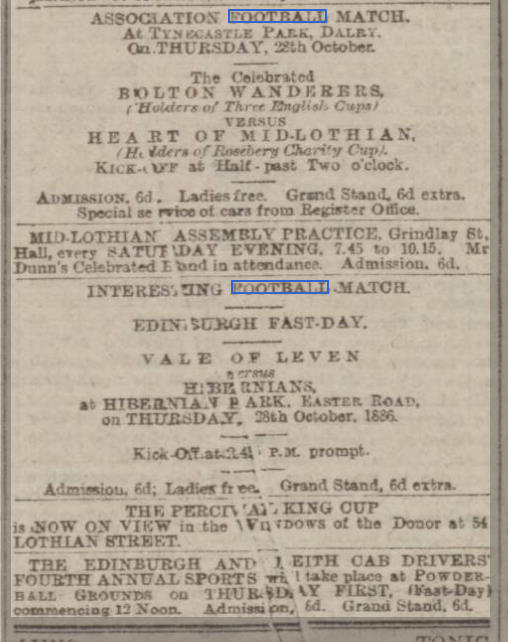 ASSOCIATION FOOTBALL MATCH.
At TYNECASTLE PARK, DALRY.
On THURSDAY, 28th October.
The Celebrated
BOLTON WANDERERS,
(Holders of Three English Cups)
VERSUS
HEART OF MID-LOTHIAN,
(Holders of Rosebery Charity Cup).
KICK-OFF at Half-past Two o'clock.
ADMISSION, 6d. Ladies free. Grand Stand, 6d extra.
Special service of cars from Register Office.
MID-LOTHIAN ASSEMBLY PRACTICE, Grindlay St,
Hall, every SATURDAY EVENING, 7.45 to 10.15. Mr
Dunn's Celebrated Band in attendance. Admission, 6d.
INTERESTING FOOTBALL MATCH.
EDINBURGH FAST-DAY.
VALE OF LEVEN
versus
HIBERNIANS,
at HIBERNIAN PARK, EASTER ROAD,
on THURSDAY, 28th October, 1886.
Kick-Off at P.M. prompt.
Admission, 6d; Ladies free. Grand Stand, 6d extra.
THE PERCIVAL KING CUP
is NOW ON VIEW in the WINDOWS of the Donor at 54
LOTHIAN STREET.
THE EDINBURGH AND LEITH CAB DRIVERS'
FOURTH ANNUAL SPORTS will take place at POWDER-
HALL GROUNDS on THURSDAY FIRST, (Fast-Day)
commencing 12 Noon. Admission, 6d. Grand Stand, 6d.